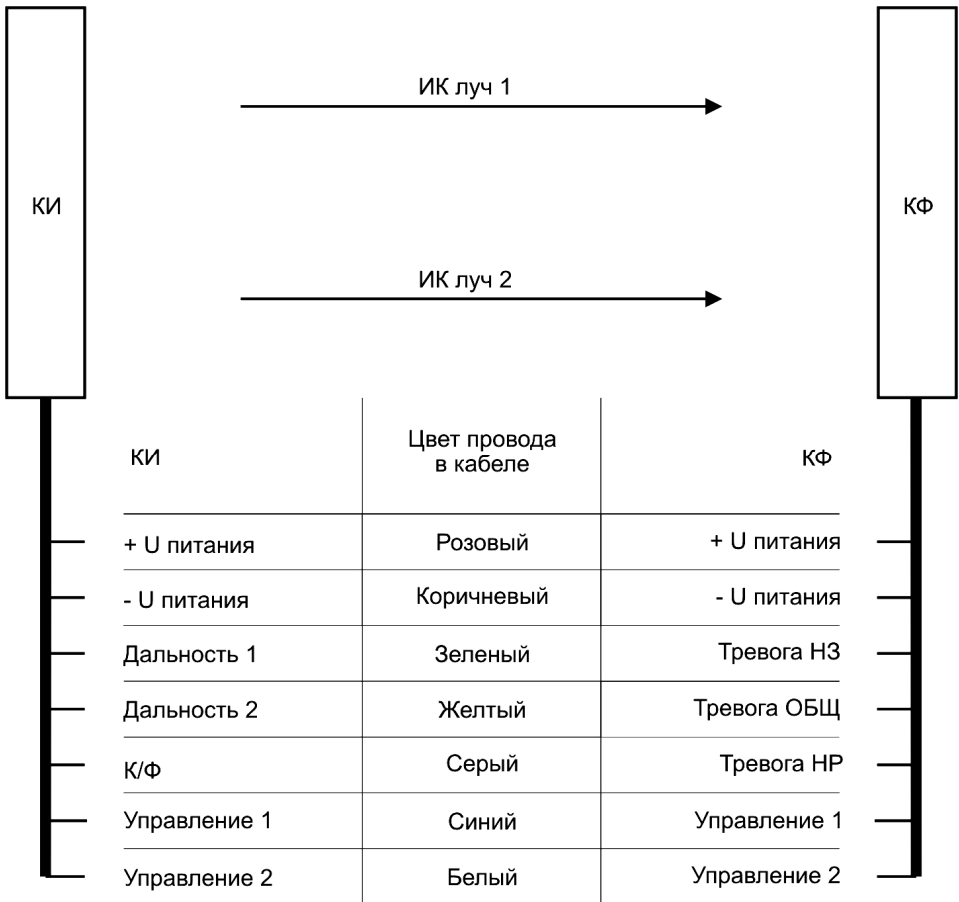 ИК луч 1
КИ
КФ
ИК луч 2
КИ
Цвет провода
в кабеле
КФ
+ U питания
Розовый
+ U питания
- U питания
Коричневый
- U питания
Дальность 1
Зеленый
Тревога НЗ
Дальность 2
Желтый
Тревога ОБЩ
К/Ф
Серый
Тревога НР
Управление 1
Синий
Управление 1
Управление 2
Белый
Управление 2